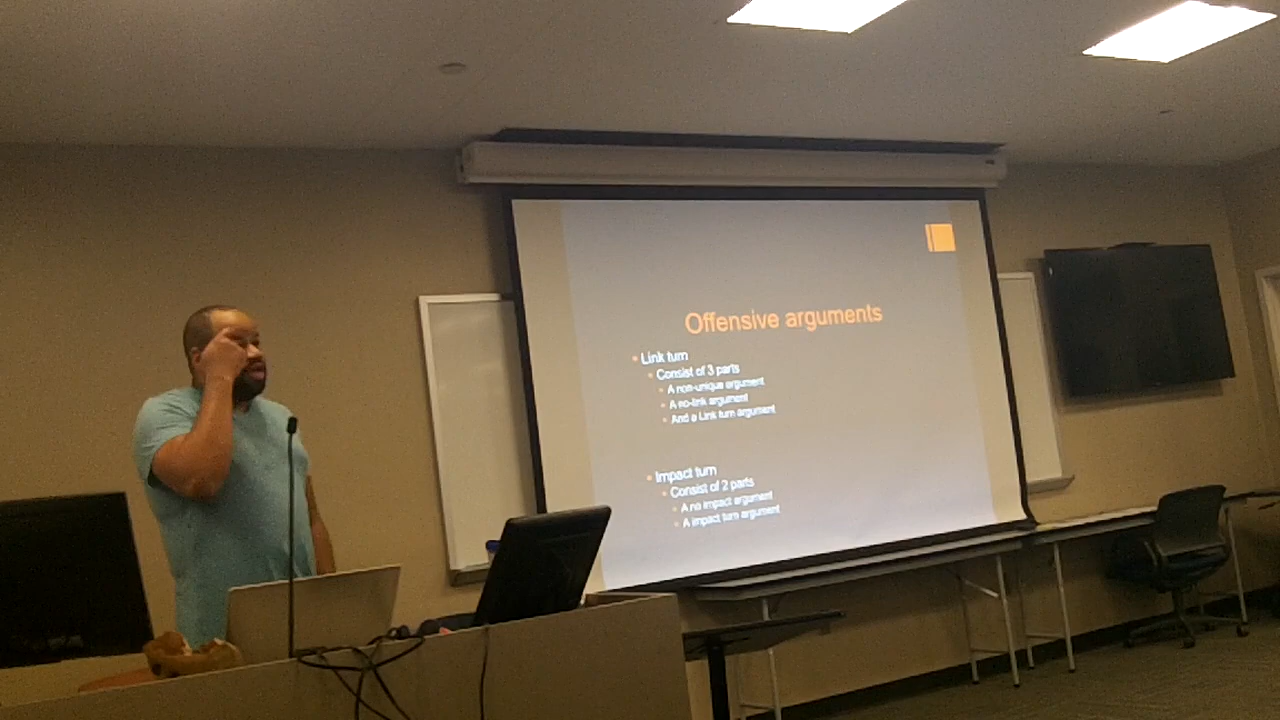 Offensive arguments
Link turn
Consist of 3 parts
A non-unique argument
A no-link argument
And a Link turn argument
Impact turn
Consist of 2 parts
A no impact argument
A impact turn argument